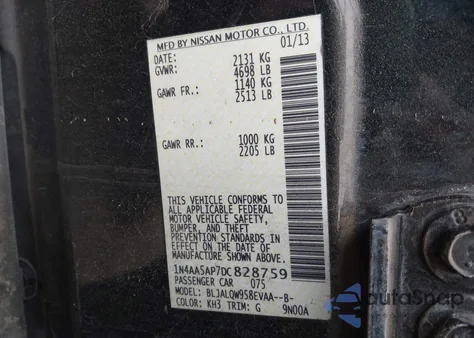 MFD BY NISSAN MOTOR CO., LTD.
DATE: 01/13
GVWR: 2131 KG
4698 LB
GAWR FR.: 1140 KG
2513 LB
GAWR RR.: 1000 KG
2205 LB
THIS VEHICLE CONFORMS TO
ALL APPLICABLE FEDERAL
MOTOR VEHICLE SAFETY,
BUMPER, AND THEFT
PREVENTION STANDARDS IN
EFFECT ON THE DATE OF
MANUFACTURE SHOWN ABOVE.
1N4AA5AP7DC828759
PASSENGER CAR 075
MODEL: BLJALQW958EVAA--B-
COLOR: KH3 TRIM: G 9N00A
AutoSnap